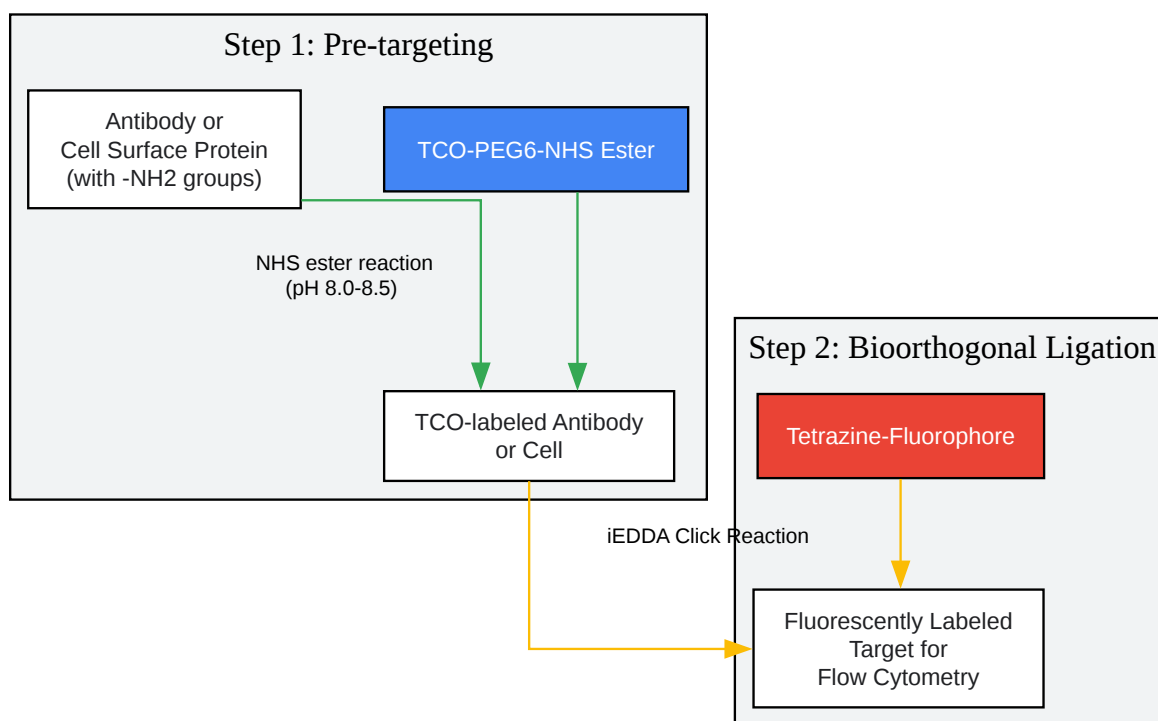 Step 1: Pre-targeting
Antibody or
Cell Surface Protein
(with -NH2 groups)
TCO-PEG6-NHS Ester
NHS ester reaction
(pH 8.0-8.5)
TCO-labeled Antibody
or Cell
Step 2: Bioorthogonal Ligation
Tetrazine-Fluorophore
iEDDA Click Reaction
Fluorescently Labeled
Target for
Flow Cytometry